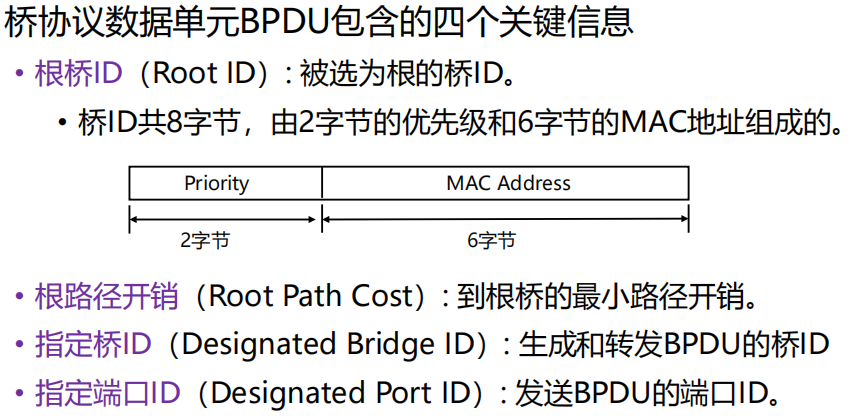 桥协议数据单元BPDU包含的四个关键信息
• 根桥ID（Root ID）: 被选为根的桥ID。
• 桥ID共8字节，由2字节的优先级和6字节的MAC地址组成的。
Priority MAC Address
2字节 6字节
• 根路径开销（Root Path Cost）: 到根桥的最小路径开销。
• 指定桥ID（Designated Bridge ID）: 生成和转发BPDU的桥ID
• 指定端口ID（Designated Port ID）: 发送BPDU的端口ID。